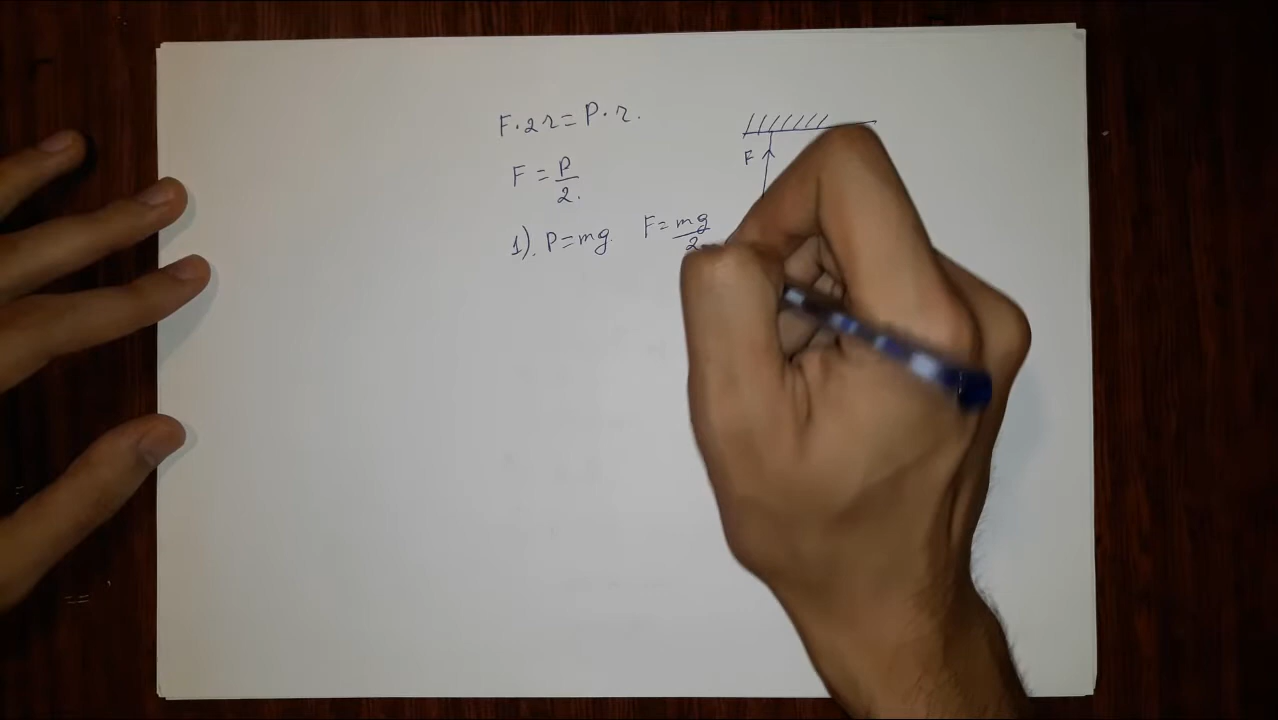 F·2r = P·r.
F = P/2.
1). P = mg. F = mg/2
F